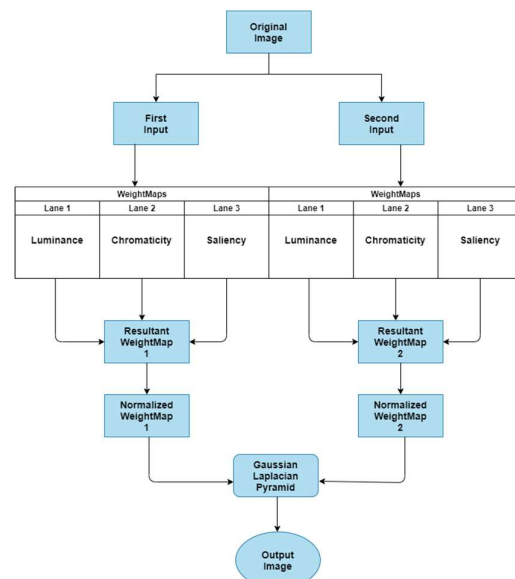 Original
Image
First
Input
Second
Input
WeightMaps
WeightMaps
Lane 1
Lane 2
Lane 3
Lane 1
Lane 2
Lane 3
Luminance
Chromaticity
Saliency
Luminance
Chromaticity
Saliency
Resultant
WeightMap
1
Resultant
WeightMap
2
Normalized
WeightMap
1
Normalized
WeightMap
2
Gaussian
Laplacian
Pyramid
Output
Image